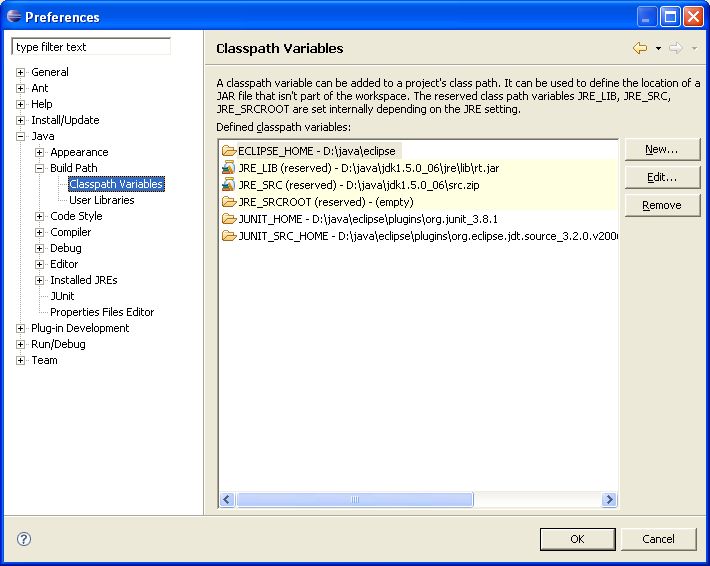 Preferences
type filter text
General
Ant
Help
Install/Update
Java
Appearance
Build Path
Classpath Variables
User Libraries
Code Style
Compiler
Debug
Editor
Installed JREs
JUnit
Properties Files Editor
Plug-in Development
Run/Debug
Team
Classpath Variables
A classpath variable can be added to a project's class path. It can be used to define the location of a
JAR file that isn't part of the workspace. The reserved class path variables JRE_LIB, JRE_SRC,
JRE_SRCROOT are set internally depending on the JRE setting.
Defined classpath variables:
ECLIPSE_HOME - D:\java\eclipse
JRE_LIB (reserved) - D:\java\jdk1.5.0_06\jre\lib\rt.jar
JRE_SRC (reserved) - D:\java\jdk1.5.0_06\src.zip
JRE_SRCROOT (reserved) - (empty)
JUNIT_HOME - D:\java\eclipse\plugins\org.junit_3.8.1
JUNIT_SRC_HOME - D:\java\eclipse\plugins\org.eclipse.jdt.source_3.2.0.v200
New...
Edit...
Remove
?
OK
Cancel